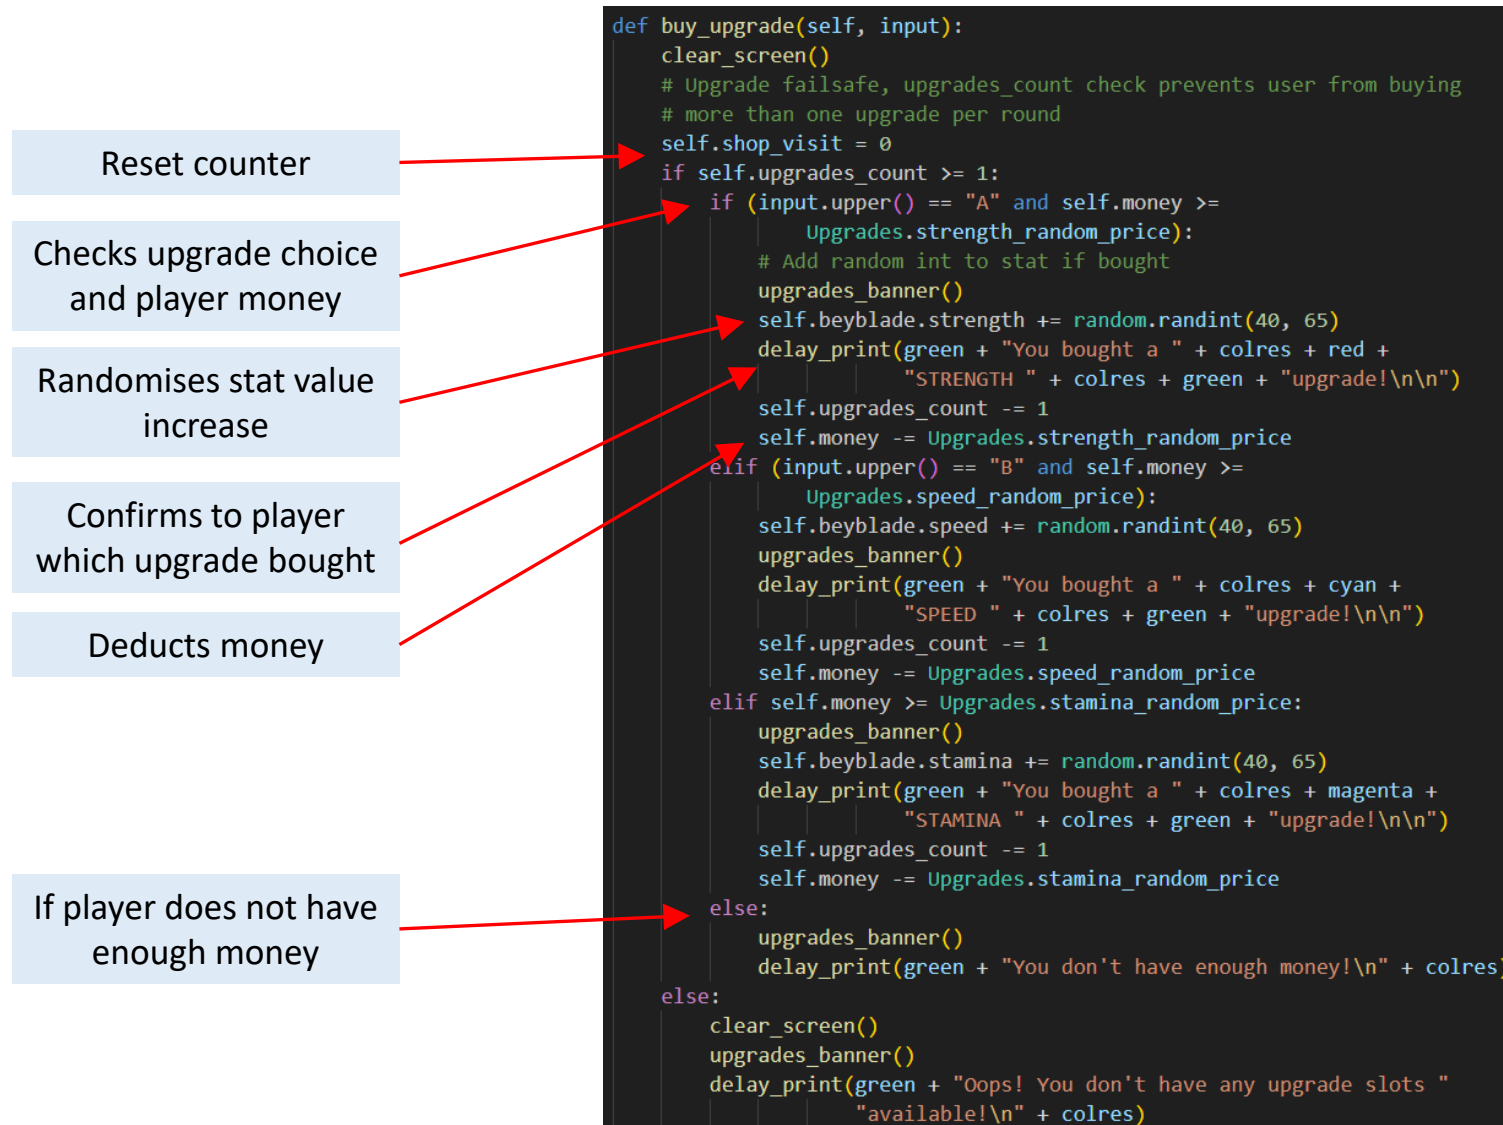 Reset counter
Checks upgrade choice
and player money
Randomises stat value
increase
Confirms to player
which upgrade bought
Deducts money
If player does not have
enough money
def buy_upgrade(self, input):
    clear_screen()
    # Upgrade failsafe, upgrades_count check prevents user from buying
    # more than one upgrade per round
    self.shop_visit = 0
    if self.upgrades_count >= 1:
        if (input.upper() == "A" and self.money >=
                Upgrades.strength_random_price):
            # Add random int to stat if bought
            upgrades_banner()
            self.beyblade.strength += random.randint(40, 65)
            delay_print(green + "You bought a " + colres + red +
                        "STRENGTH " + colres + green + "upgrade!\n\n")
            self.upgrades_count -= 1
            self.money -= Upgrades.strength_random_price
        elif (input.upper() == "B" and self.money >=
                Upgrades.speed_random_price):
            self.beyblade.speed += random.randint(40, 65)
            upgrades_banner()
            delay_print(green + "You bought a " + colres + cyan +
                        "SPEED " + colres + green + "upgrade!\n\n")
            self.upgrades_count -= 1
            self.money -= Upgrades.speed_random_price
        elif self.money >= Upgrades.stamina_random_price:
            upgrades_banner()
            self.beyblade.stamina += random.randint(40, 65)
            delay_print(green + "You bought a " + colres + magenta +
                        "STAMINA " + colres + green + "upgrade!\n\n")
            self.upgrades_count -= 1
            self.money -= Upgrades.stamina_random_price
        else:
            upgrades_banner()
            delay_print(green + "You don't have enough money!\n" + colres)
    else:
        clear_screen()
        upgrades_banner()
        delay_print(green + "Oops! You don't have any upgrade slots "
                    "available!\n" + colres)